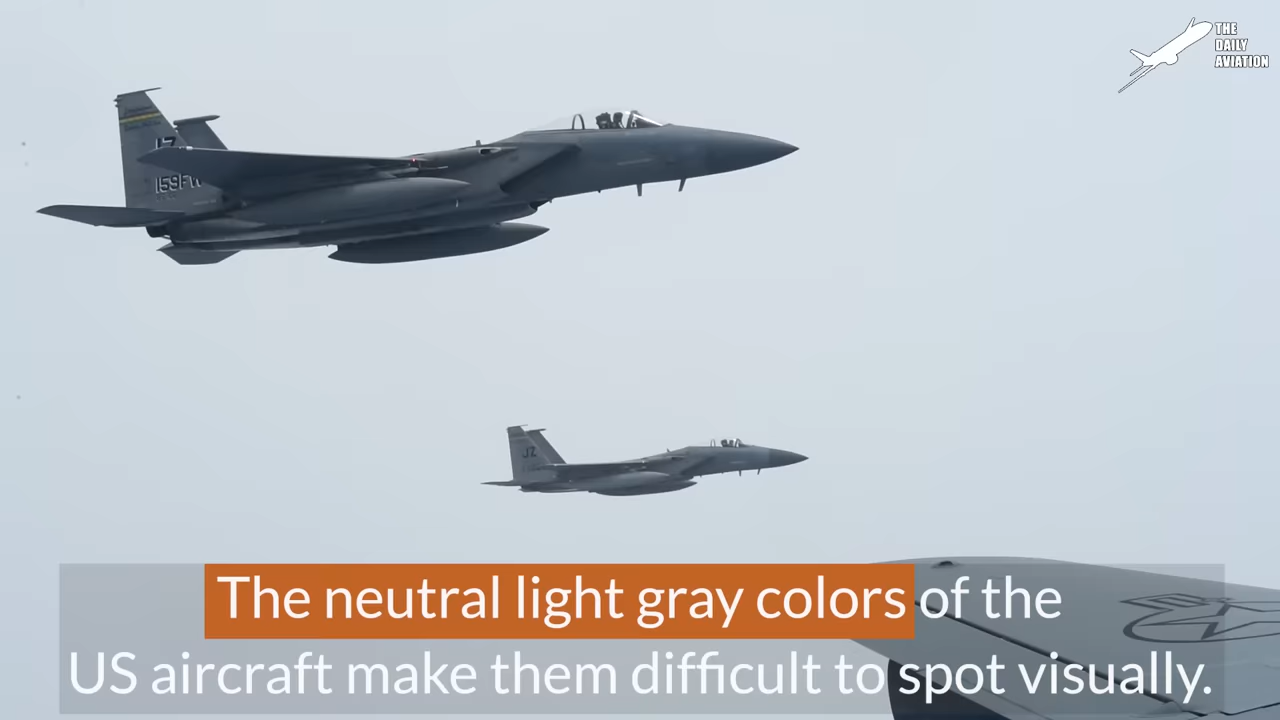 THE
DAILY
AVIATION
JZ
159FW
JZ
The neutral light gray colors of the
US aircraft make them difficult to spot visually.